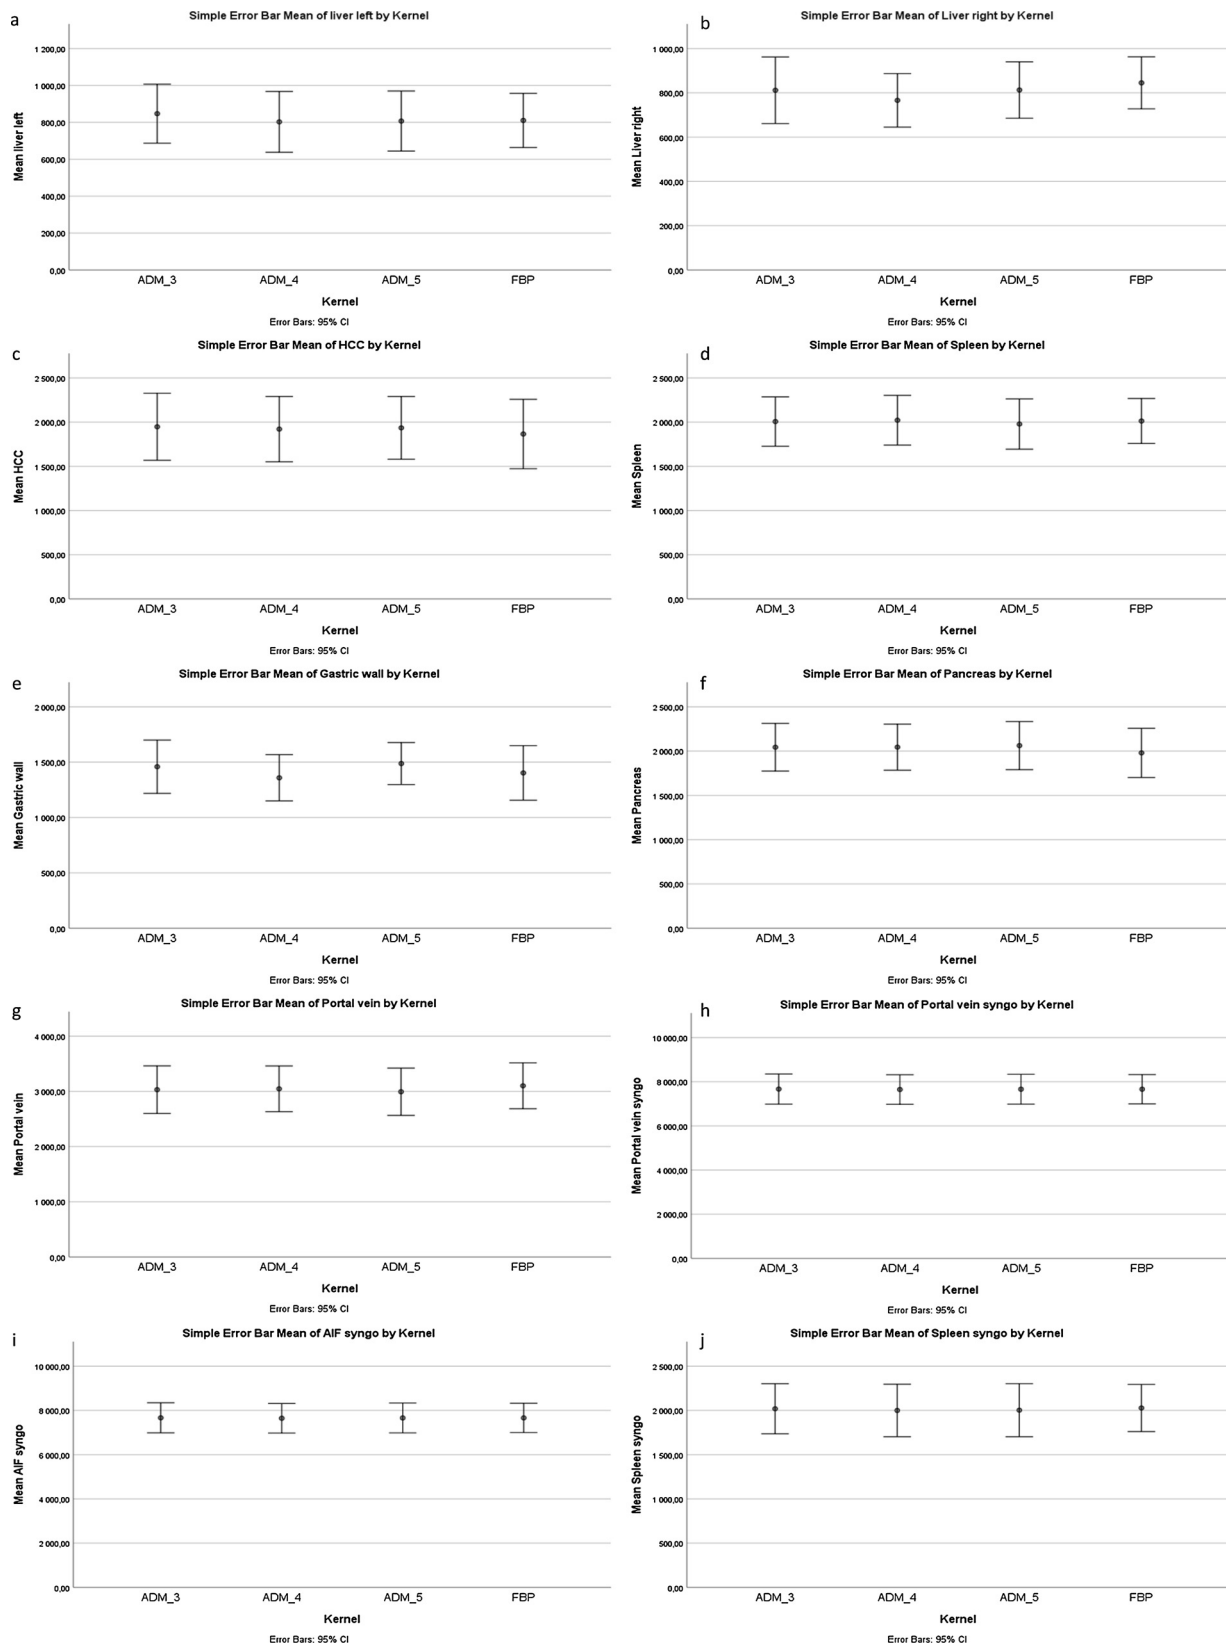 a
Simple Error Bar Mean of liver left by Kernel
Mean liver left
1 200,00
1 000,00
800,00
600,00
400,00
200,00
0,00
ADM_3 ADM_4 ADM_5 FBP
Kernel
Error Bars: 95% CI
b
Simple Error Bar Mean of Liver right by Kernel
Mean Liver right
1 000,00
800,00
600,00
400,00
200,00
0,00
ADM_3 ADM_4 ADM_5 FBP
Kernel
Error Bars: 95% CI
c
Simple Error Bar Mean of HCC by Kernel
Mean HCC
2 500,00
2 000,00
1 500,00
1 000,00
500,00
0,00
ADM_3 ADM_4 ADM_5 FBP
Kernel
Error Bars: 95% CI
d
Simple Error Bar Mean of Spleen by Kernel
Mean Spleen
2 500,00
2 000,00
1 500,00
1 000,00
500,00
0,00
ADM_3 ADM_4 ADM_5 FBP
Kernel
Error Bars: 95% CI
e
Simple Error Bar Mean of Gastric wall by Kernel
Mean Gastric wall
2 000,00
1 500,00
1 000,00
500,00
0,00
ADM_3 ADM_4 ADM_5 FBP
Kernel
Error Bars: 95% CI
f
Simple Error Bar Mean of Pancreas by Kernel
Mean Pancreas
2 500,00
2 000,00
1 500,00
1 000,00
500,00
0,00
ADM_3 ADM_4 ADM_5 FBP
Kernel
Error Bars: 95% CI
g
Simple Error Bar Mean of Portal vein by Kernel
Mean Portal vein
4 000,00
3 000,00
2 000,00
1 000,00
0,00
ADM_3 ADM_4 ADM_5 FBP
Kernel
Error Bars: 95% CI
h
Simple Error Bar Mean of Portal vein syngo by Kernel
Mean Portal vein syngo
10 000,00
8 000,00
6 000,00
4 000,00
2 000,00
0,00
ADM_3 ADM_4 ADM_5 FBP
Kernel
Error Bars: 95% CI
i
Simple Error Bar Mean of AIF syngo by Kernel
Mean AIF syngo
10 000,00
8 000,00
6 000,00
4 000,00
2 000,00
0,00
ADM_3 ADM_4 ADM_5 FBP
Kernel
Error Bars: 95% CI
j
Simple Error Bar Mean of Spleen syngo by Kernel
Mean Spleen syngo
2 500,00
2 000,00
1 500,00
1 000,00
500,00
0,00
ADM_3 ADM_4 ADM_5 FBP
Kernel
Error Bars: 95% CI